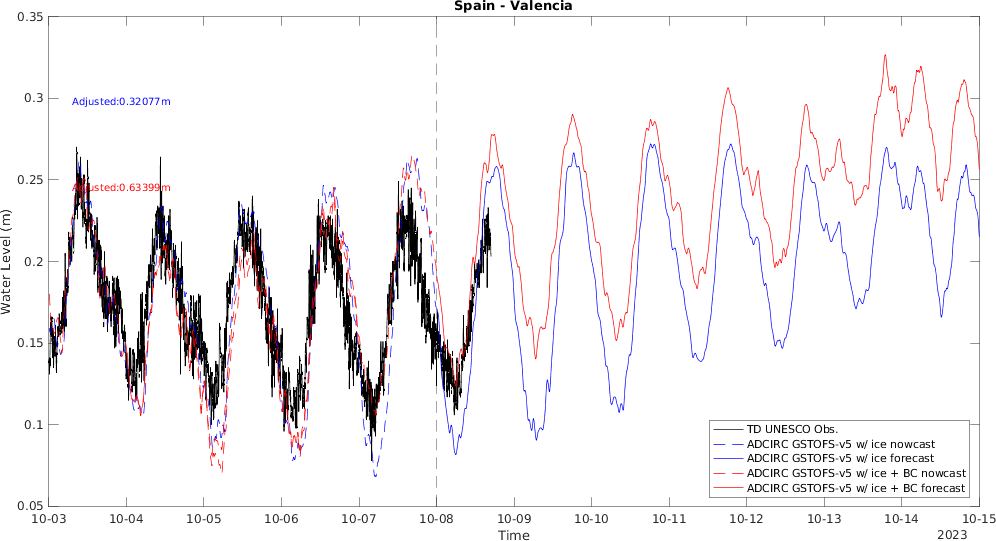 Spain - Valencia
0.35
0.3
0.25
0.2
0.15
0.1
0.05
Water Level (m)
Adjusted:0.32077m
Adjusted:0.63399m
TD UNESCO Obs.
ADCIRC GSTOFS-v5 w/ ice nowcast
ADCIRC GSTOFS-v5 w/ ice forecast
ADCIRC GSTOFS-v5 w/ ice + BC nowcast
ADCIRC GSTOFS-v5 w/ ice + BC forecast
10-03 10-04 10-05 10-06 10-07 10-08 10-09 10-10 10-11 10-12 10-13 10-14 10-15
Time
2023